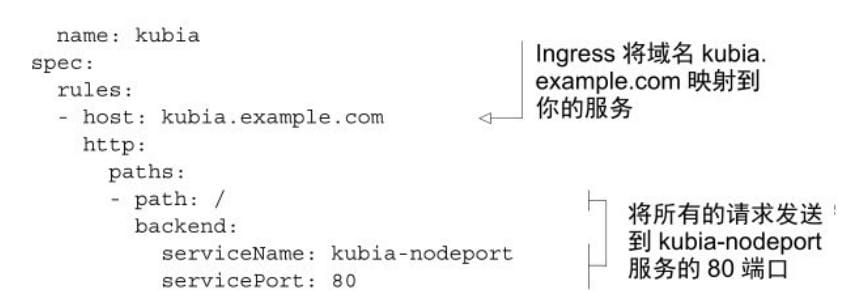 name: kubia
spec:
rules:
- host: kubia.example.com
http:
paths:
- path: /
backend:
serviceName: kubia-nodeport
servicePort: 80
Ingress 将域名 kubia.
example.com 映射到
你的服务
将所有的请求发送
到 kubia-nodeport
服务的 80 端口